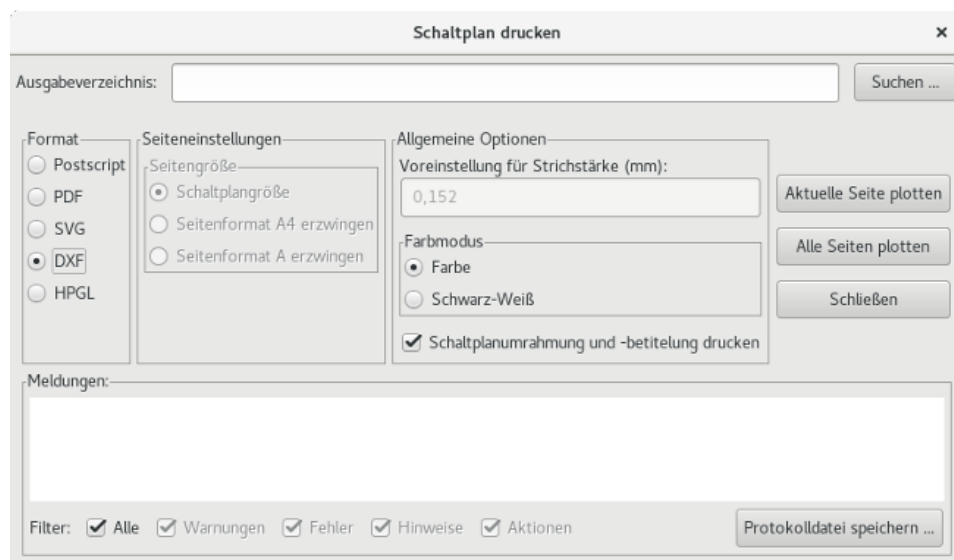 Schaltplan drucken
Ausgabeverzeichnis:
Suchen ...
Format
Postscript
PDF
SVG
DXF
HPGL
Seiteneinstellungen
Seitengröße
Schaltplangröße
Seitenformat A4 erzwingen
Seitenformat A erzwingen
Allgemeine Optionen
Voreinstellung für Strichstärke (mm):
0,152
Farbmodus
Farbe
Schwarz-Weiß
Schaltplanumrahmung und -betitelung drucken
Aktuelle Seite plotten
Alle Seiten plotten
Schließen
Meldungen:
Filter: Alle Warnungen Fehler Hinweise Aktionen
Protokolldatei speichern ...